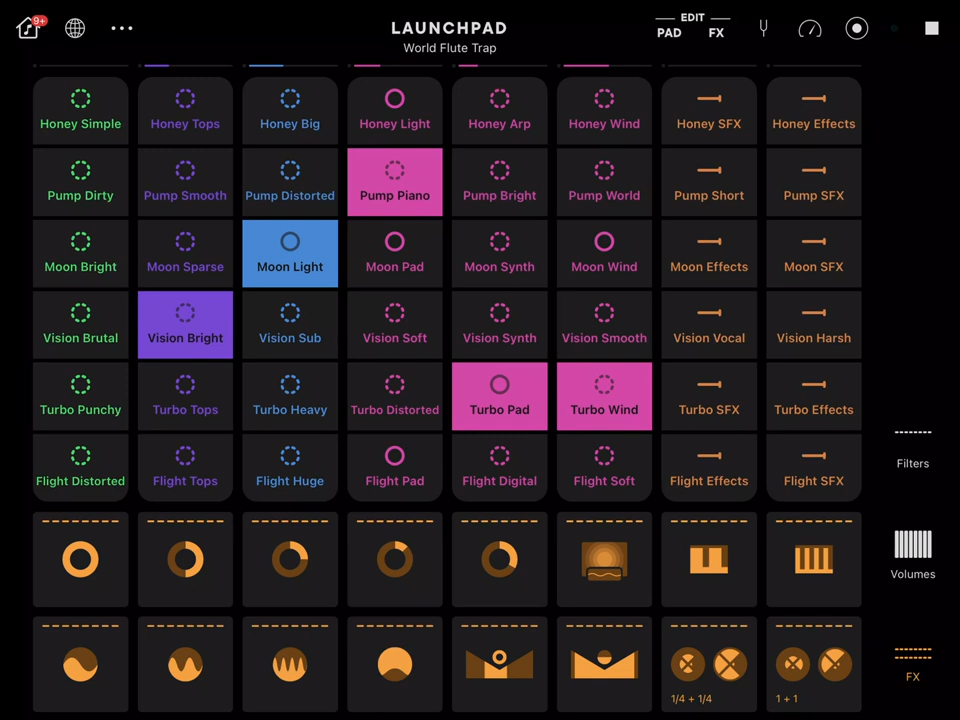 9+
LAUNCHPAD
World Flute Trap
EDIT
PAD FX
Honey Simple Honey Tops Honey Big Honey Light Honey Arp Honey Wind Honey SFX Honey Effects
Pump Dirty Pump Smooth Pump Distorted Pump Piano Pump Bright Pump World Pump Short Pump SFX
Moon Bright Moon Sparse Moon Light Moon Pad Moon Synth Moon Wind Moon Effects Moon SFX
Vision Brutal Vision Bright Vision Sub Vision Soft Vision Synth Vision Smooth Vision Vocal Vision Harsh
Turbo Punchy Turbo Tops Turbo Heavy Turbo Distorted Turbo Pad Turbo Wind Turbo SFX Turbo Effects
Filters
Flight Distorted Flight Tops Flight Huge Flight Pad Flight Digital Flight Soft Flight Effects Flight SFX
Volumes
FX
1/4 + 1/4 1 + 1